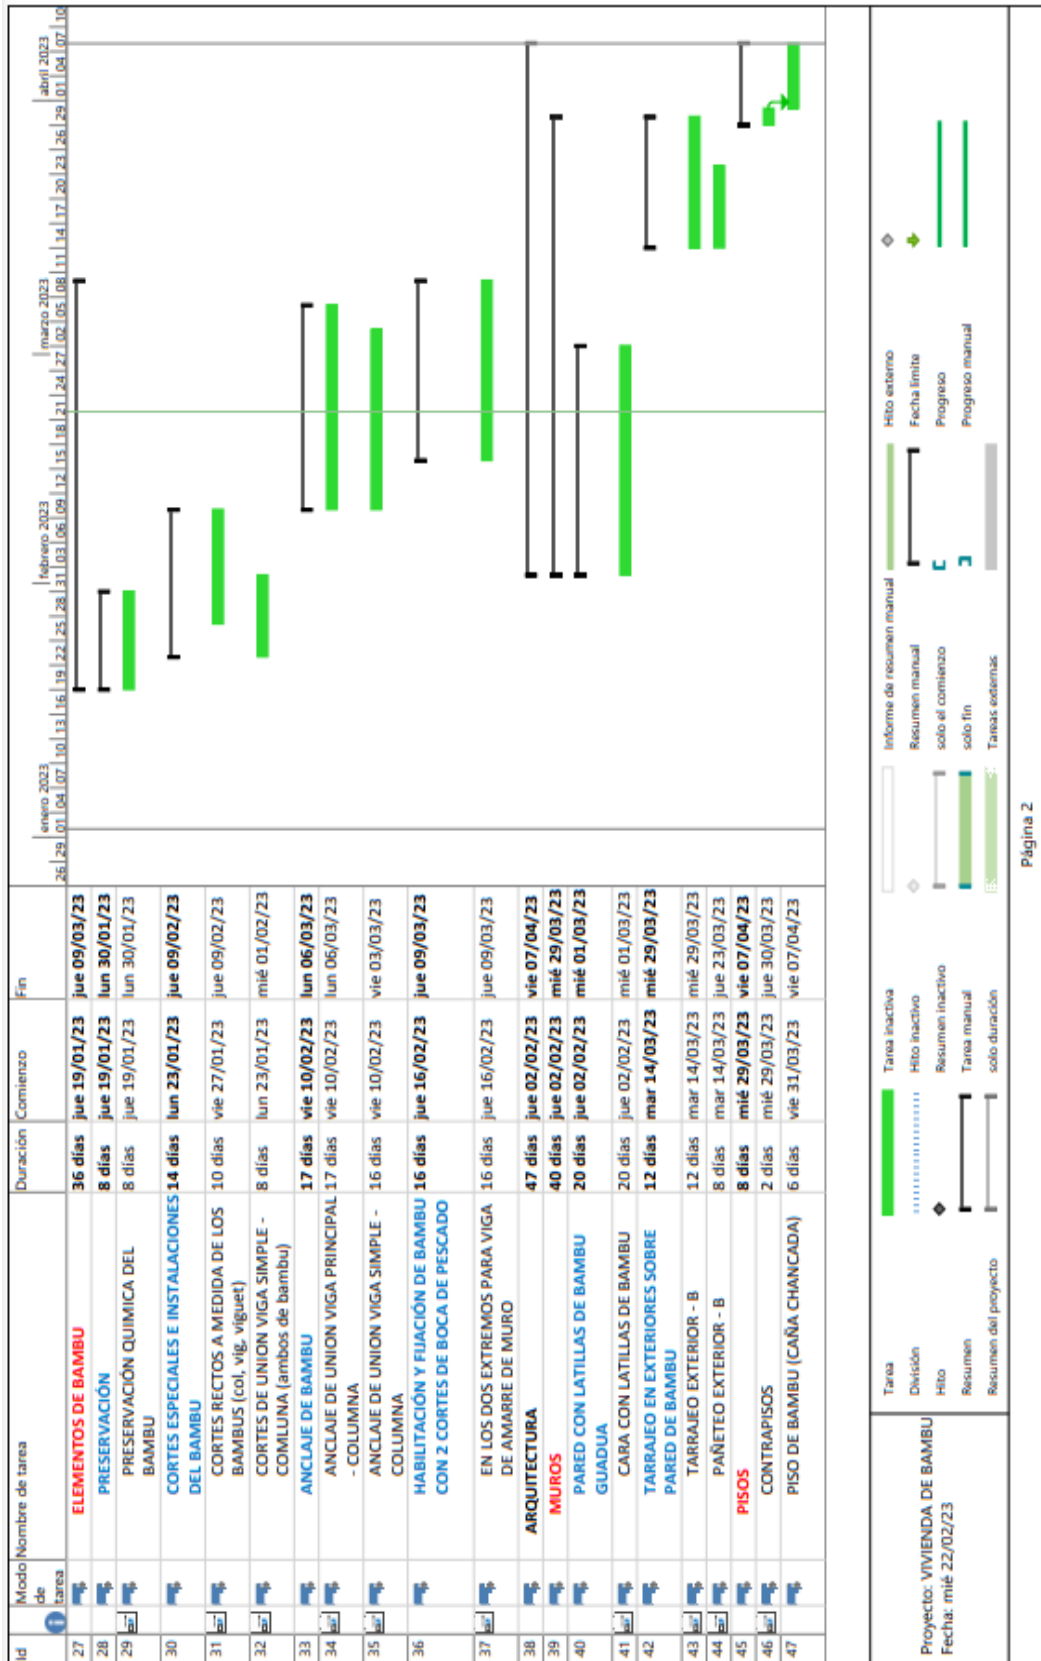 Id Modo de tarea Nombre de tarea Duración Comienzo Fin
enero 2023 febrero 2023 marzo 2023 abril 2023
26 29 01 04 07 10 13 16 19 22 25 28 31 03 06 09 12 15 18 21 24 27 02 05 08 11 14 17 20 23 26 29 01 04 07 10
27 ELEMENTOS DE BAMBU 36 días jue 19/01/23 jue 09/03/23
28 PRESERVACIÓN 8 días jue 19/01/23 lun 30/01/23
29 PRESERVACIÓN QUIMICA DEL 8 días jue 19/01/23 lun 30/01/23
BAMBU
30 CORTES ESPECIALES E INSTALACIONES 14 días lun 23/01/23 jue 09/02/23
DEL BAMBU
31 CORTES RECTOS A MEDIDA DE LOS 10 días vie 27/01/23 jue 09/02/23
BAMBUS (col, vig, viguet)
32 CORTES DE UNION VIGA SIMPLE - 8 días lun 23/01/23 mié 01/02/23
COMLUNA (ambos de bambu)
33 ANCLAJE DE BAMBU 17 días vie 10/02/23 lun 06/03/23
34 ANCLAJE DE UNION VIGA PRINCIPAL 17 días vie 10/02/23 lun 06/03/23
- COLUMNA
35 ANCLAJE DE UNION VIGA SIMPLE - 16 días vie 10/02/23 vie 03/03/23
COLUMNA
36 HABILITACIÓN Y FIJACIÓN DE BAMBU 16 días jue 16/02/23 jue 09/03/23
CON 2 CORTES DE BOCA DE PESCADO
37 EN LOS DOS EXTREMOS PARA VIGA 16 días jue 16/02/23 jue 09/03/23
DE AMARRE DE MURO
38 ARQUITECTURA 47 días jue 02/02/23 vie 07/04/23
39 MUROS 40 días jue 02/02/23 mié 29/03/23
40 PARED CON LATILLAS DE BAMBU 20 días jue 02/02/23 mié 01/03/23
GUADUA
41 CARA CON LATILLAS DE BAMBU 20 días jue 02/02/23 mié 01/03/23
42 TARRAJEO EN EXTERIORES SOBRE 12 días mar 14/03/23 mié 29/03/23
PARED DE BAMBU
43 TARRAJEO EXTERIOR - B 12 días mar 14/03/23 mié 29/03/23
44 PAÑETEO EXTERIOR - B 8 días mar 14/03/23 jue 23/03/23
45 PISOS 8 días mié 29/03/23 vie 07/04/23
46 CONTRAPISOS 2 días mié 29/03/23 jue 30/03/23
47 PISO DE BAMBU (CAÑA CHANCADA) 6 días vie 31/03/23 vie 07/04/23
Proyecto: VIVIENDA DE BAMBU
Fecha: mié 22/02/23
Tarea Tarea inactiva Informe de resumen manual Hito externo
División Hito inactivo Resumen manual Fecha límite
Hito Resumen inactivo solo el comienzo Progreso
Resumen Tarea manual solo fin Progreso manual
Resumen del proyecto solo duración Tareas externas
Página 2